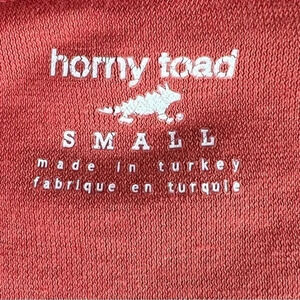 horny toad
SMALL
made in turkey
fabrique en turquie